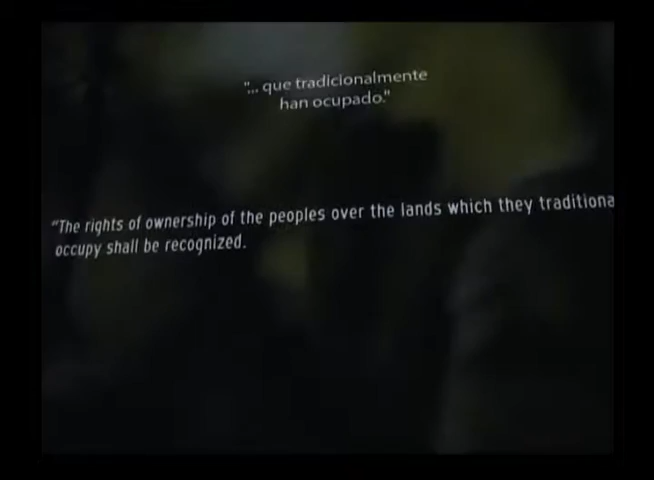 "... que tradicionalmente
han ocupado."
"The rights of ownership of the peoples over the lands which they traditiona
occupy shall be recognized.